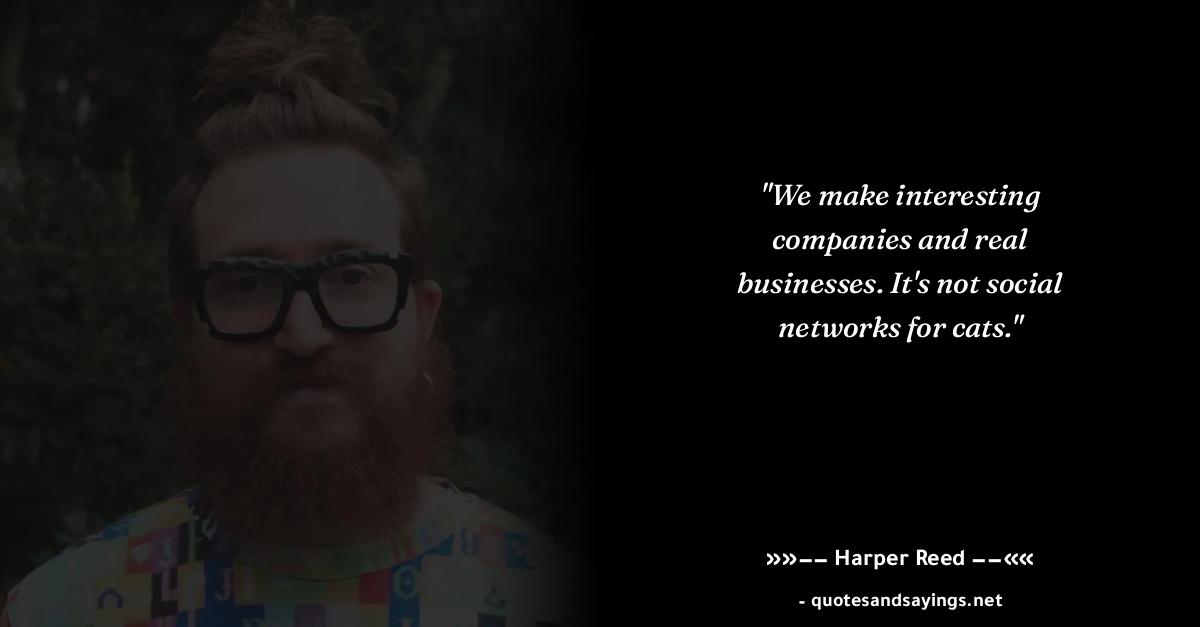 "We make interesting
companies and real
businesses. It's not social
networks for cats."
»»–– Harper Reed ––««
- quotesandsayings.net